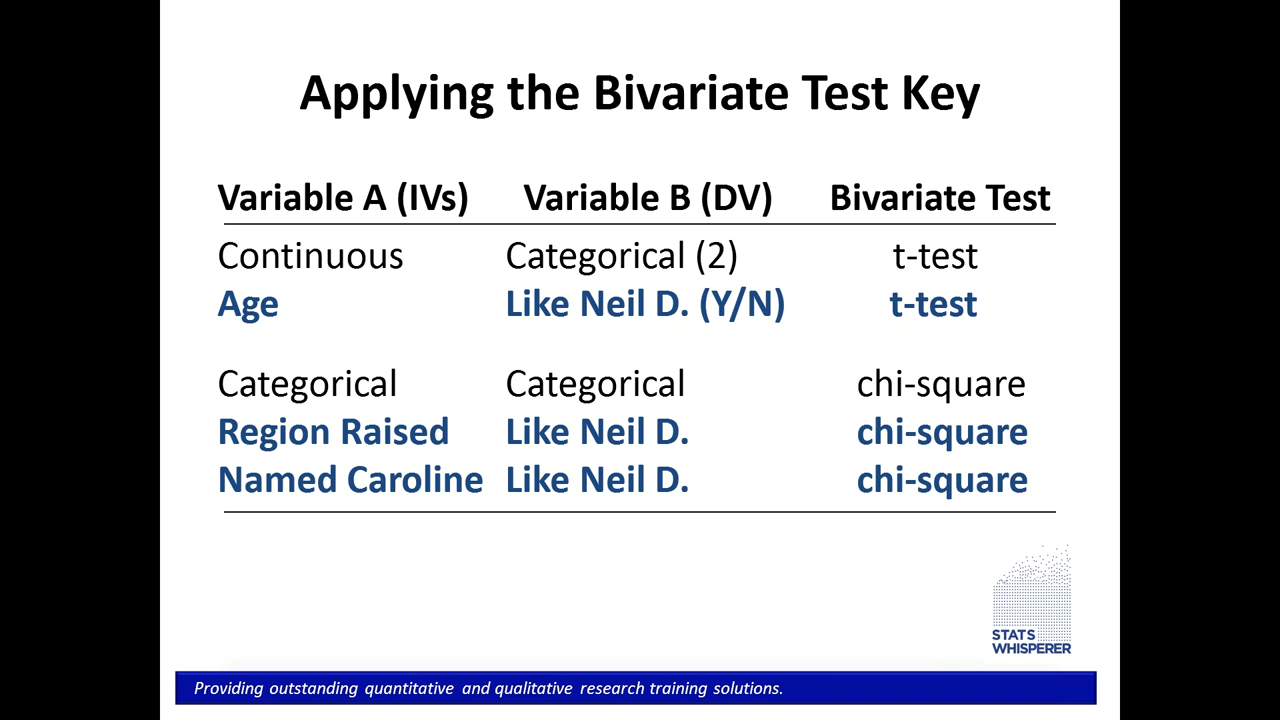 Applying the Bivariate Test Key
Variable A (IVs) Variable B (DV) Bivariate Test
Continuous Categorical (2) t-test
Age Like Neil D. (Y/N) t-test
Categorical Categorical chi-square
Region Raised Like Neil D. chi-square
Named Caroline Like Neil D. chi-square
STATS
WHISPERER
Providing outstanding quantitative and qualitative research training solutions.